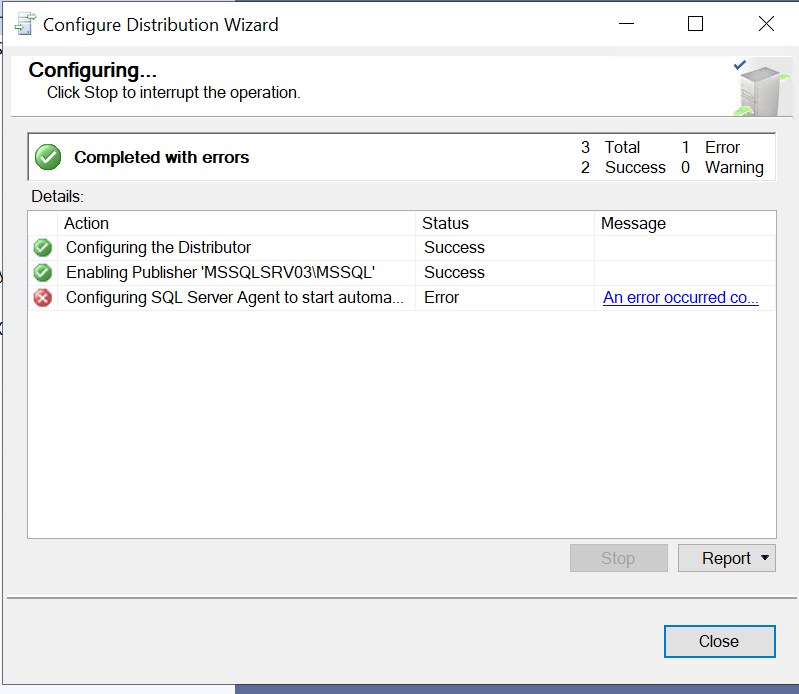 Configure Distribution Wizard
Configuring...
Click Stop to interrupt the operation.
Completed with errors
3 Total 1 Error
2 Success 0 Warning
Details:
Action Status Message
Configuring the Distributor Success
Enabling Publisher 'MSSQLSRV03\MSSQL' Success
Configuring SQL Server Agent to start automa... Error An error occurred co...
Stop Report
Close